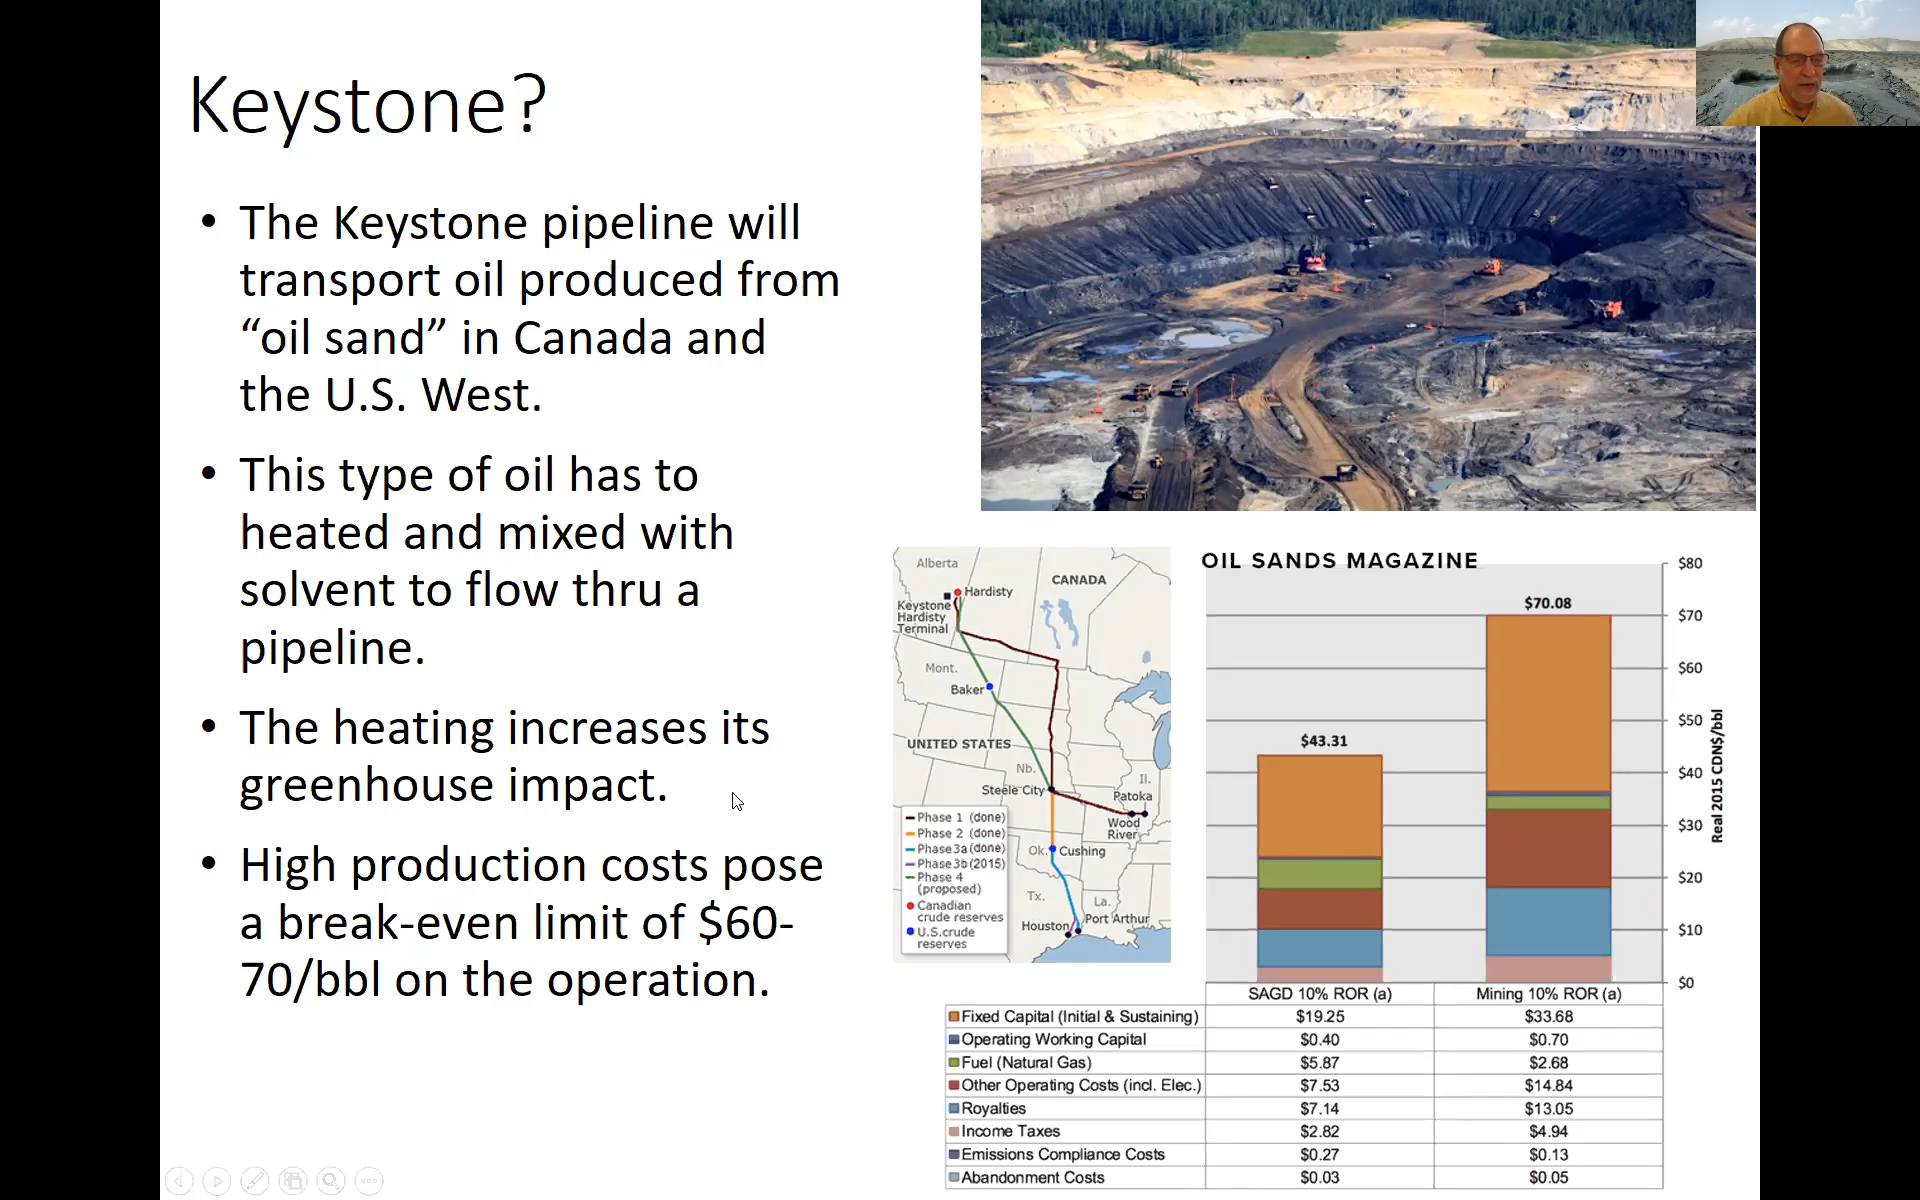 Keystone?
• The Keystone pipeline will
transport oil produced from
“oil sand” in Canada and
the U.S. West.
• This type of oil has to
heated and mixed with
solvent to flow thru a
pipeline.
• The heating increases its
greenhouse impact.
• High production costs pose
a break-even limit of $60-
70/bbl on the operation.
Alberta
CANADA
Hardisty
Keystone
Hardisty
Terminal
Mont.
Baker
UNITED STATES
Nb.
Il.
Steele City
Patoka
Wood
River
Ok.
Cushing
Tx.
La.
Houston
Port Arthur
Phase 1 (done)
Phase 2 (done)
Phase 3a (done)
Phase 3b (2015)
Phase 4
(proposed)
Canadian
crude reserves
U.S.crude
reserves
OIL SANDS MAGAZINE
$80
$70
$60
$50
$40
$30
$20
$10
$0
Real 2015 CDN$/bbl
$43.31
$70.08
SAGD 10% ROR (a) Mining 10% ROR (a)
Fixed Capital (Initial & Sustaining) $19.25 $33.68
Operating Working Capital $0.40 $0.70
Fuel (Natural Gas) $5.87 $2.68
Other Operating Costs (incl. Elec.) $7.53 $14.84
Royalties $7.14 $13.05
Income Taxes $2.82 $4.94
Emissions Compliance Costs $0.27 $0.13
Abandonment Costs $0.03 $0.05